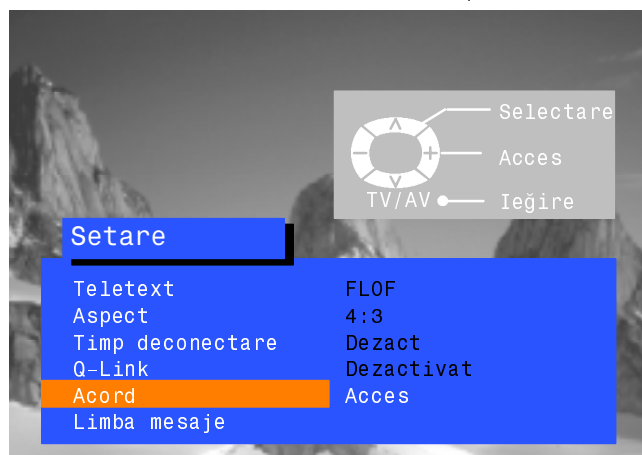 Selectare
Acces
TV/AV Ieğire
Setare
Teletext FLOF
Aspect 4:3
Timp deconectare Dezact
Q-Link Dezactivat
Acord Acces
Limba mesaje